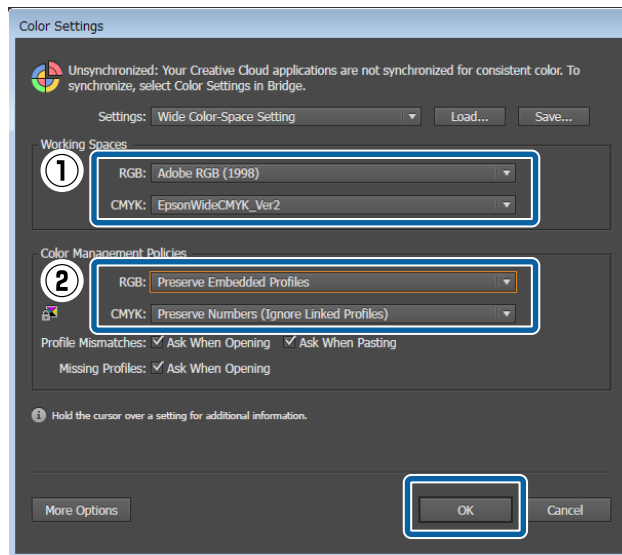 Color Settings
Unsynchronized: Your Creative Cloud applications are not synchronized for consistent color. To
synchronize, select Color Settings in Bridge.
Settings: Wide Color-Space Setting Load... Save...
Working Spaces
1
RGB: Adobe RGB (1998)
CMYK: EpsonWideCMYK_Ver2
Color Management Policies
2
RGB: Preserve Embedded Profiles
CMYK: Preserve Numbers (Ignore Linked Profiles)
Profile Mismatches: Ask When Opening Ask When Pasting
Missing Profiles: Ask When Opening
Hold the cursor over a setting for additional information.
More Options OK Cancel